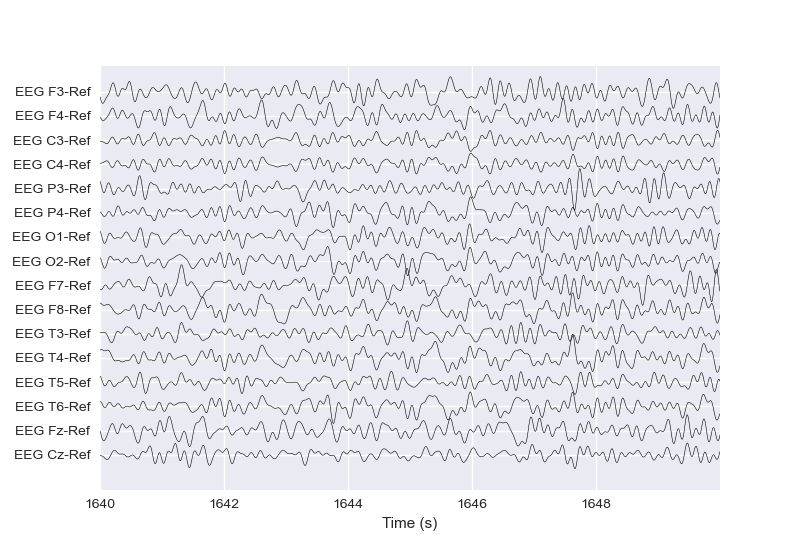 EEG F3-Ref
EEG F4-Ref
EEG C3-Ref
EEG C4-Ref
EEG P3-Ref
EEG P4-Ref
EEG O1-Ref
EEG O2-Ref
EEG F7-Ref
EEG F8-Ref
EEG T3-Ref
EEG T4-Ref
EEG T5-Ref
EEG T6-Ref
EEG Fz-Ref
EEG Cz-Ref
1640 1642 1644 1646 1648
Time (s)